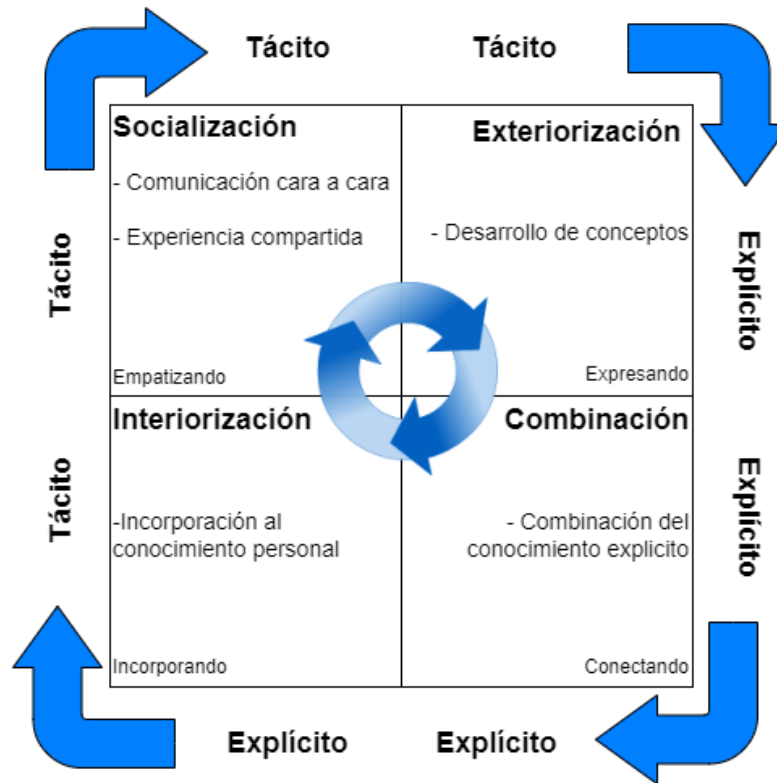 Tácito
Tácito
Socialización
- Comunicación cara a cara
- Experiencia compartida
Empatizando
Exteriorización
- Desarrollo de conceptos
Expresando
Tácito
Explícito
Interiorización
-Incorporación al
conocimiento personal
Incorporando
Combinación
- Combinación del
conocimiento explicito
Conectando
Tácito
Explícito
Explícito
Explícito